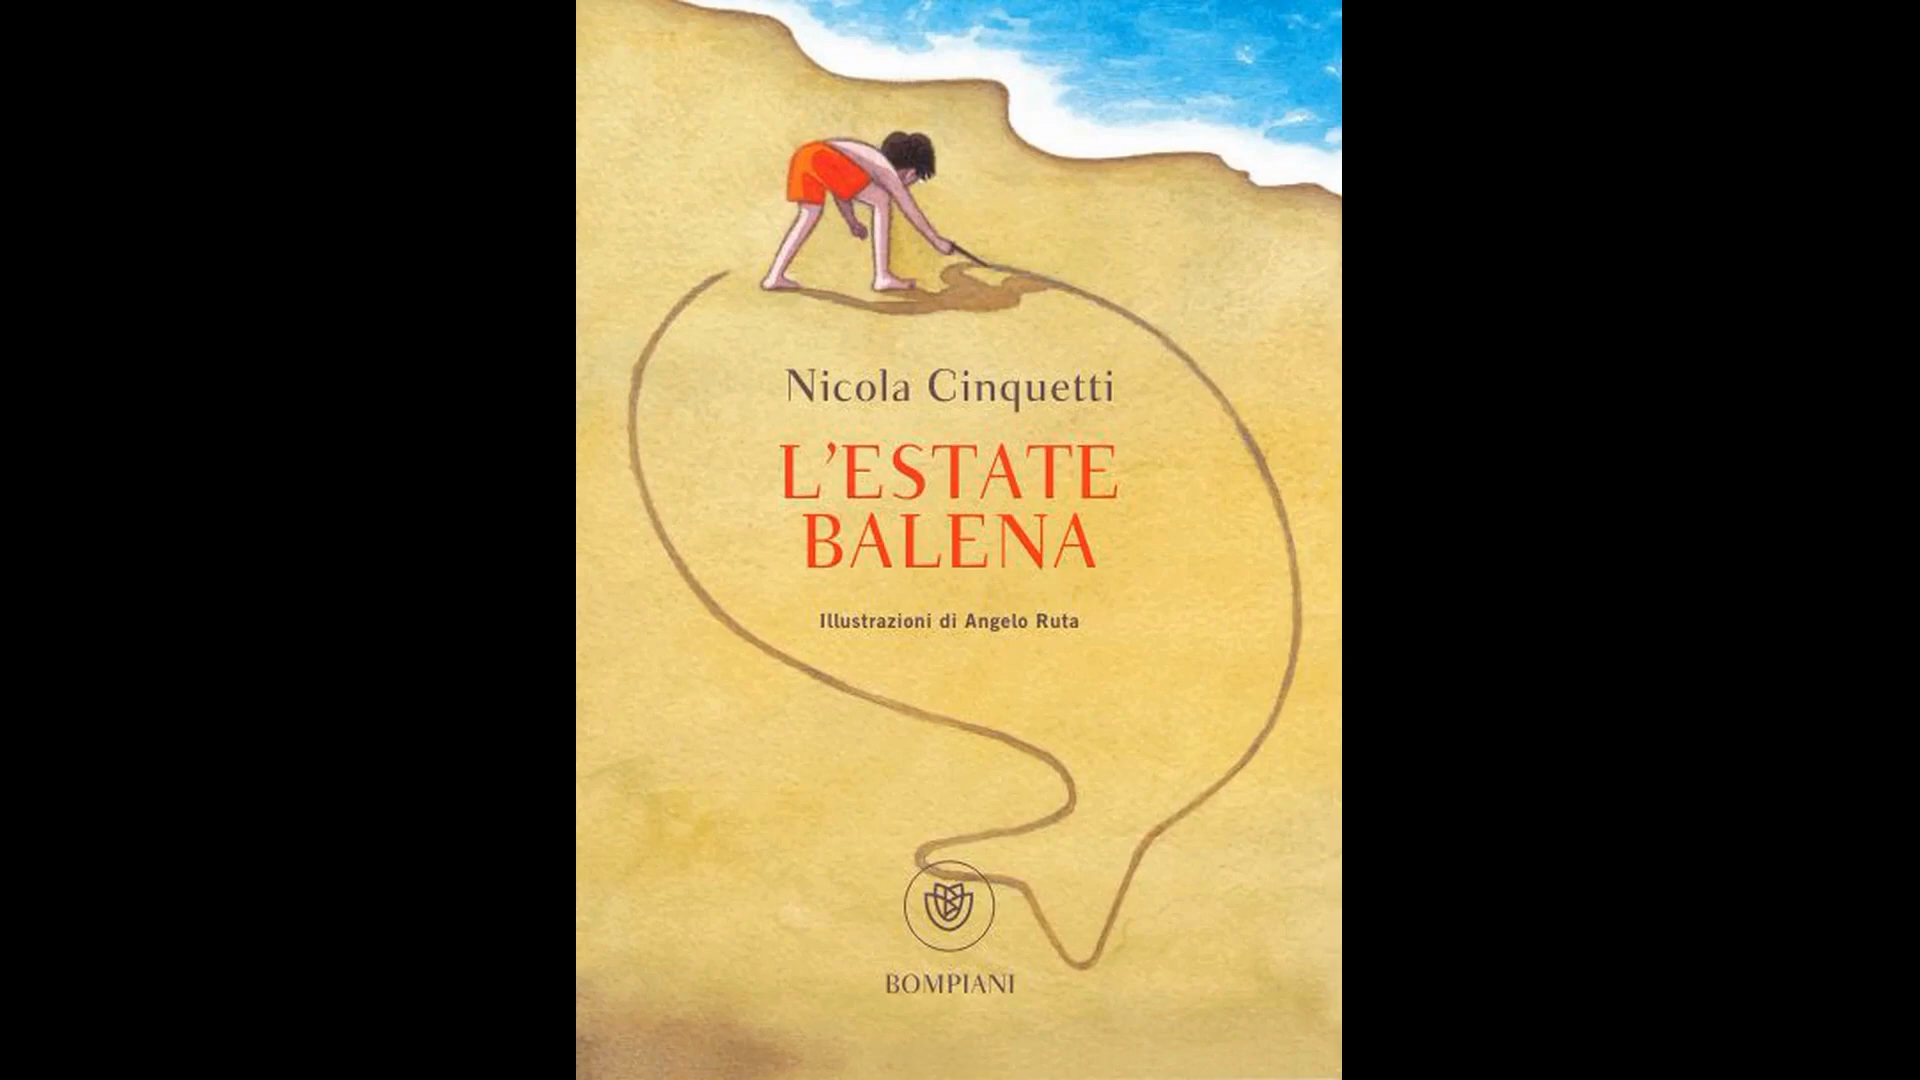 Nicola Cinquetti
L’ESTATE
BALENA
Illustrazioni di Angelo Ruta
BOMPIANI